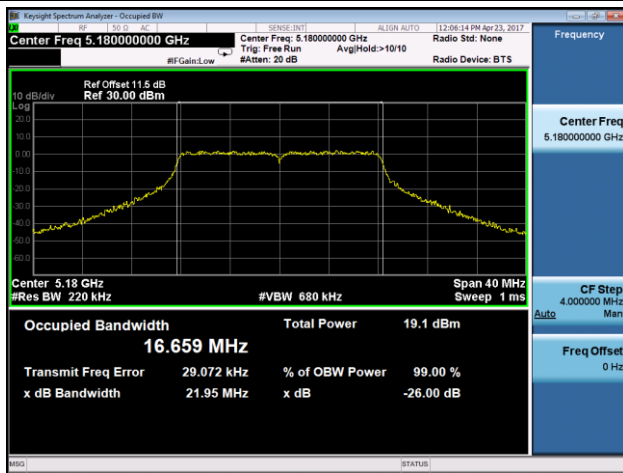 Keysight Spectrum Analyzer - Occupied BW
RF 50 Ω AC SENSE:INT ALIGN AUTO 12:06:14 PM Apr 23, 2017
Center Freq 5.180000000 GHz Center Freq: 5.180000000 GHz Radio Std: None
Trig: Free Run Avg|Hold:>10/10
#IFGain:Low #Atten: 20 dB Radio Device: BTS
Ref Offset 11.5 dB
10 dB/div Ref 30.00 dBm
Log
20.0
10.0
0.00
-10.0
-20.0
-30.0
-40.0
-50.0
-60.0
Center 5.18 GHz Span 40 MHz
#Res BW 220 kHz #VBW 680 kHz Sweep 1 ms
Occupied Bandwidth Total Power 19.1 dBm
16.659 MHz
Transmit Freq Error 29.072 kHz % of OBW Power 99.00 %
x dB Bandwidth 21.95 MHz x dB -26.00 dB
MSG STATUS
Frequency
Center Freq
5.180000000 GHz
CF Step
4.000000 MHz
Auto Man
Freq Offset
0 Hz